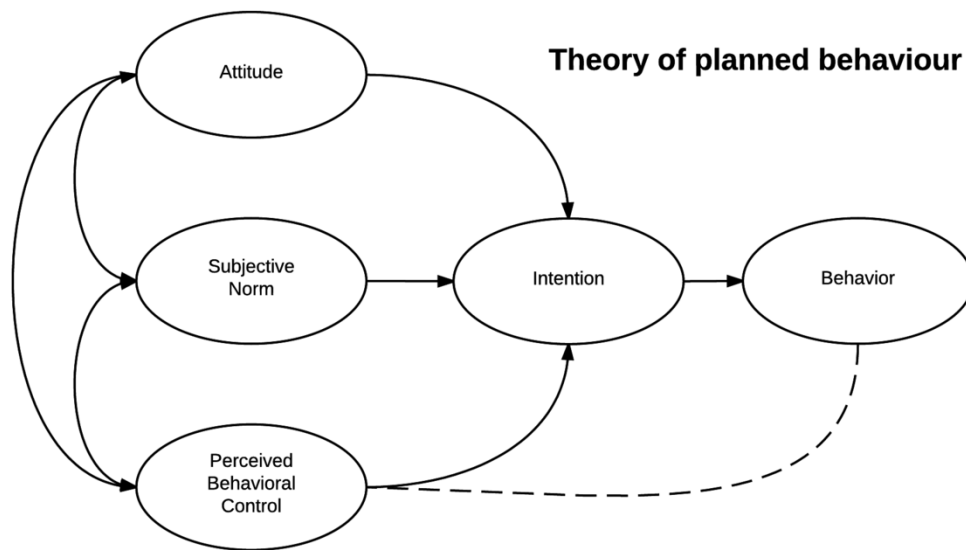 Theory of planned behaviour
Attitude
Subjective
Norm
Intention
Behavior
Perceived
Behavioral
Control